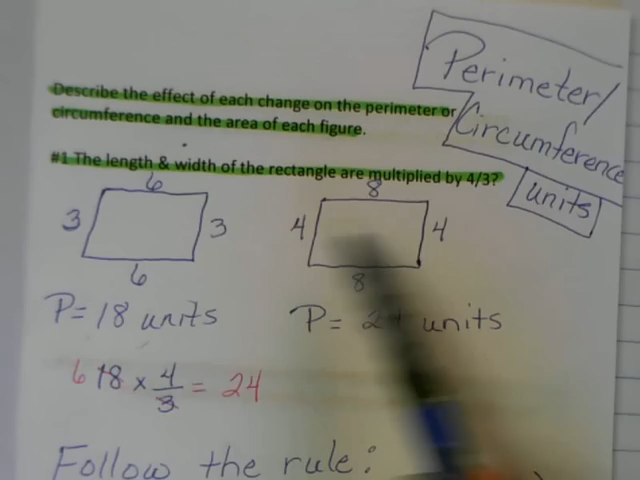 Perimeter/
Circumference
units
Describe the effect of each change on the perimeter or
circumference and the area of each figure.
#1 The length & width of the rectangle are multiplied by 4/3?
6
3
3
6
8
4
4
8
P = 18 units
P = units
6 18 × 4/3 = 24
Follow the rule: